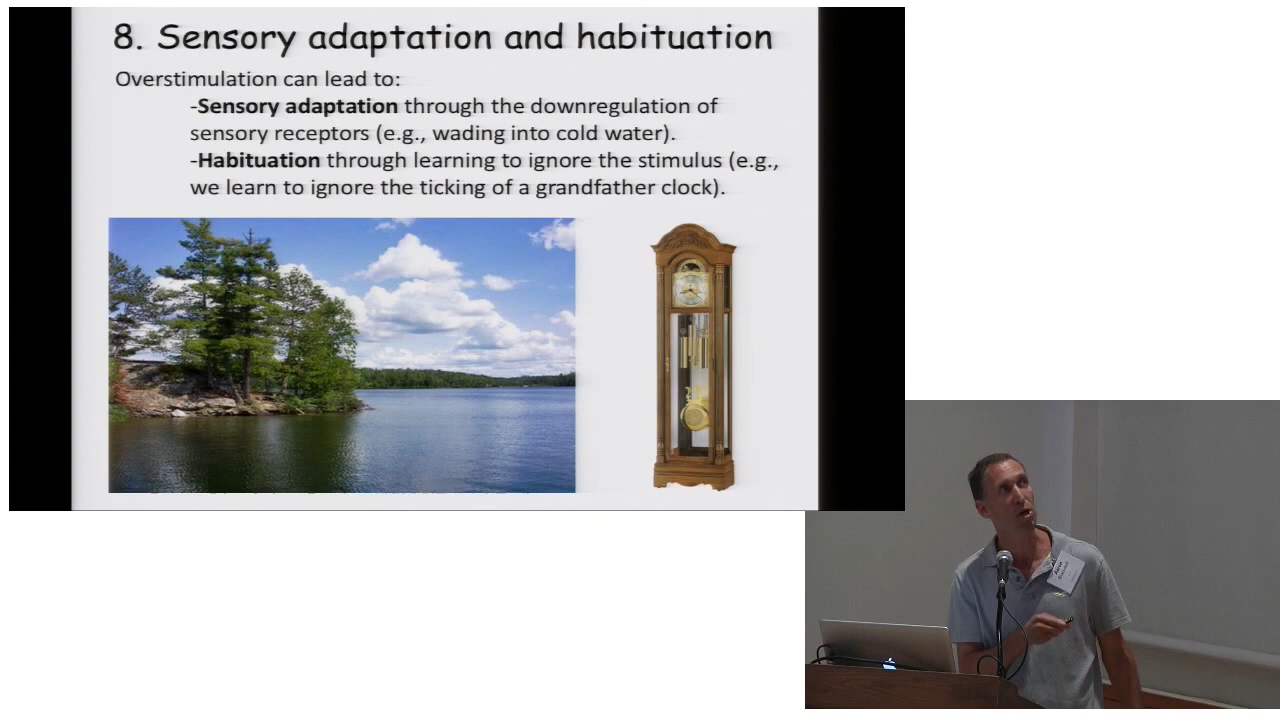 8. Sensory adaptation and habituation
Overstimulation can lead to:
-Sensory adaptation through the downregulation of
sensory receptors (e.g., wading into cold water).
-Habituation through learning to ignore the stimulus (e.g.,
we learn to ignore the ticking of a grandfather clock).